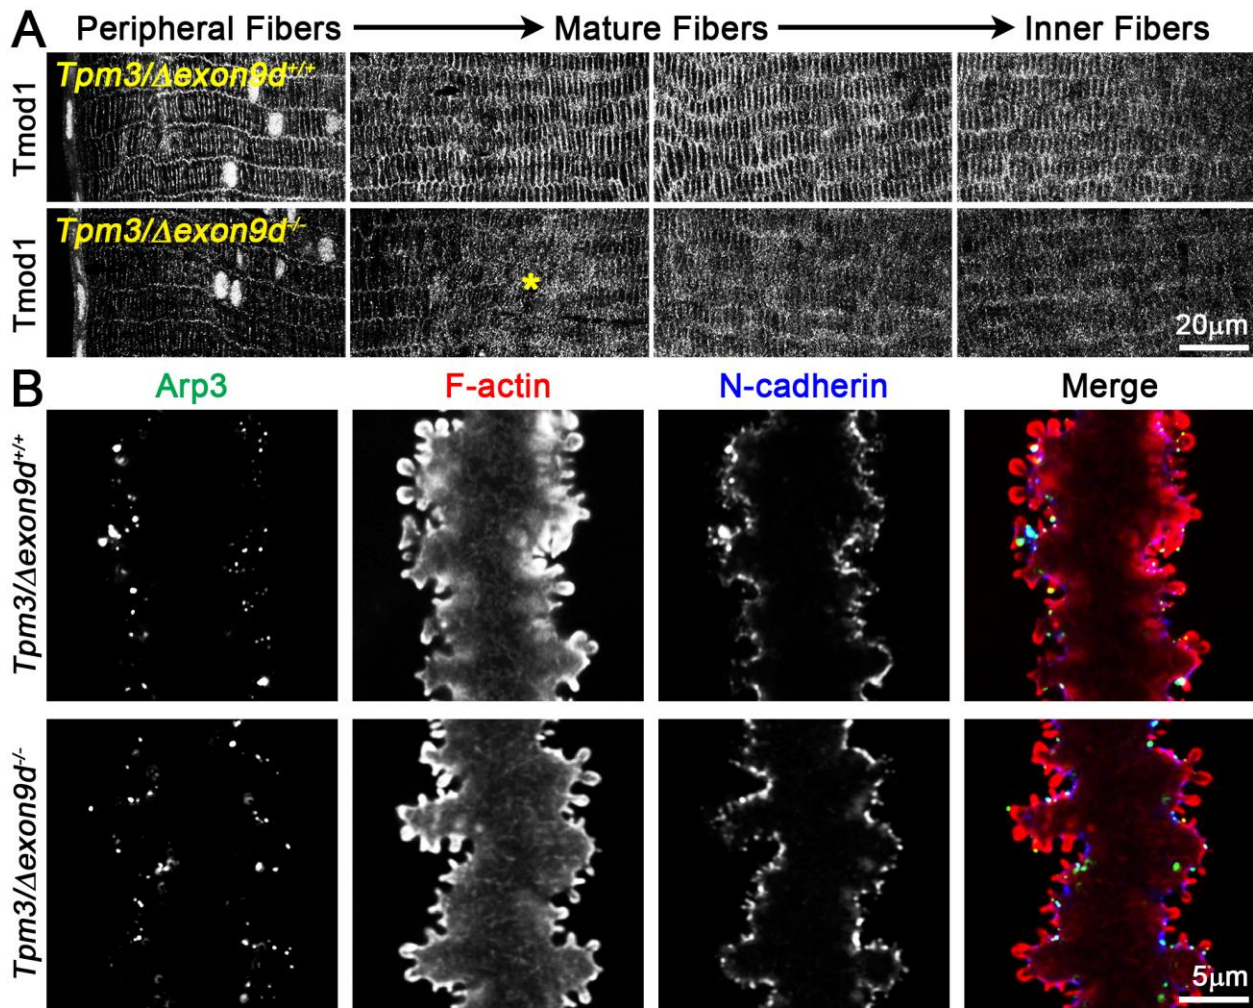 A
Peripheral Fibers
Mature Fibers
Inner Fibers
Tmod1
Tpm3/Δexon9d+/+
Tmod1
Tpm3/Δexon9d-/-
*
20μm
B
Arp3
F-actin
N-cadherin
Merge
Tpm3/Δexon9d+/+
Tpm3/Δexon9d-/-
5μm